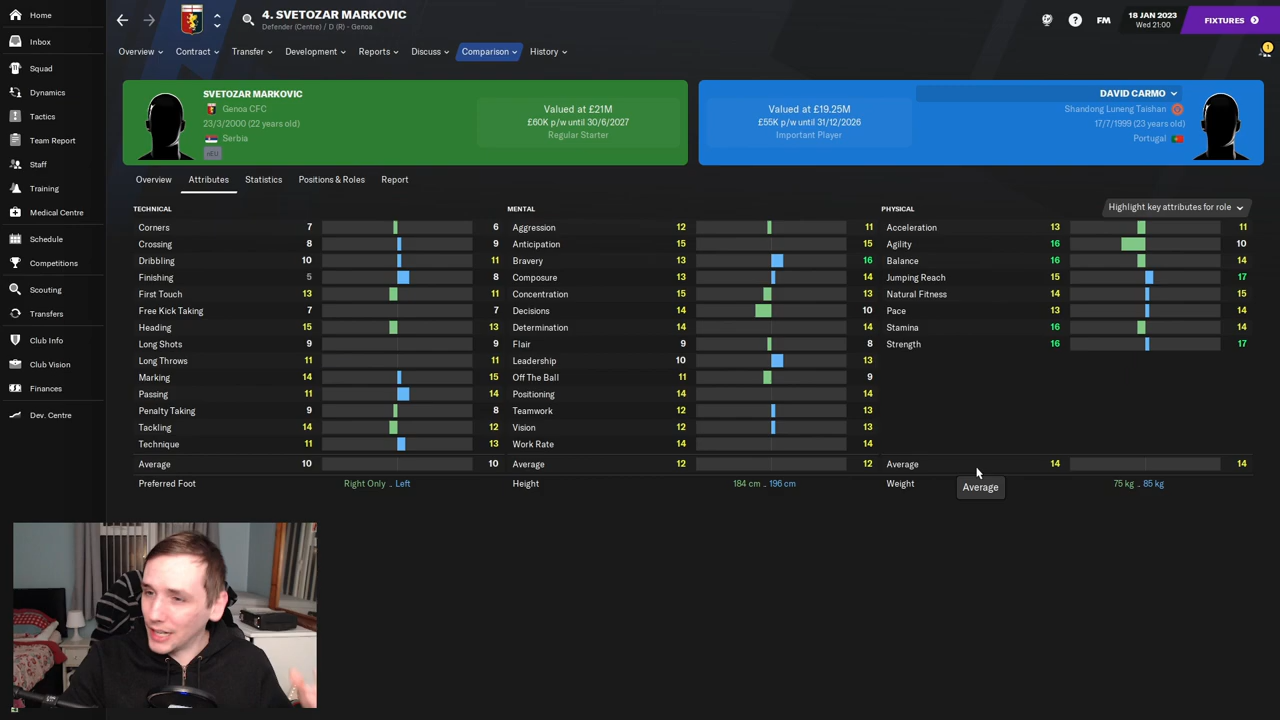 Home
Inbox
Squad
Dynamics
Tactics
Team Report
Staff
Training
Medical Centre
Schedule
Competitions
Scouting
Transfers
Club Info
Club Vision
Finances
Dev. Centre
4. SVETOZAR MARKOVIC
Defender (Centre) / D (R) - Genoa
FM
18 JAN 2023
Wed 21:00
FIXTURES
1
Overview Contract Transfer Development Reports Discuss Comparison History
SVETOZAR MARKOVIC
Genoa CFC
23/3/2000 (22 years old)
Serbia
nEU
Valued at £21M
£60K p/w until 30/6/2027
Regular Starter
Valued at £19.25M
£55K p/w until 31/12/2026
Important Player
DAVID CARMO
Shandong Luneng Taishan
17/7/1999 (23 years old)
Portugal
Overview Attributes Statistics Positions & Roles Report
Highlight key attributes for role
TECHNICAL
Corners 7 6
Crossing 8 9
Dribbling 10 11
Finishing 5 8
First Touch 13 11
Free Kick Taking 7 7
Heading 15 13
Long Shots 9 9
Long Throws 11 11
Marking 14 15
Passing 11 14
Penalty Taking 9 8
Tackling 14 12
Technique 11 13
Average 10 10
Preferred Foot Right Only .. Left
MENTAL
Aggression 12 11
Anticipation 15 15
Bravery 13 16
Composure 13 14
Concentration 15 13
Decisions 14 10
Determination 14 14
Flair 9 8
Leadership 10 13
Off The Ball 11 9
Positioning 14 14
Teamwork 12 13
Vision 12 13
Work Rate 14 14
Average 12 12
Height 184 cm .. 196 cm
PHYSICAL
Acceleration 13 11
Agility 16 10
Balance 16 14
Jumping Reach 15 17
Natural Fitness 14 15
Pace 13 14
Stamina 16 14
Strength 16 17
Average 14 14
Weight 75 kg .. 85 kg
Average